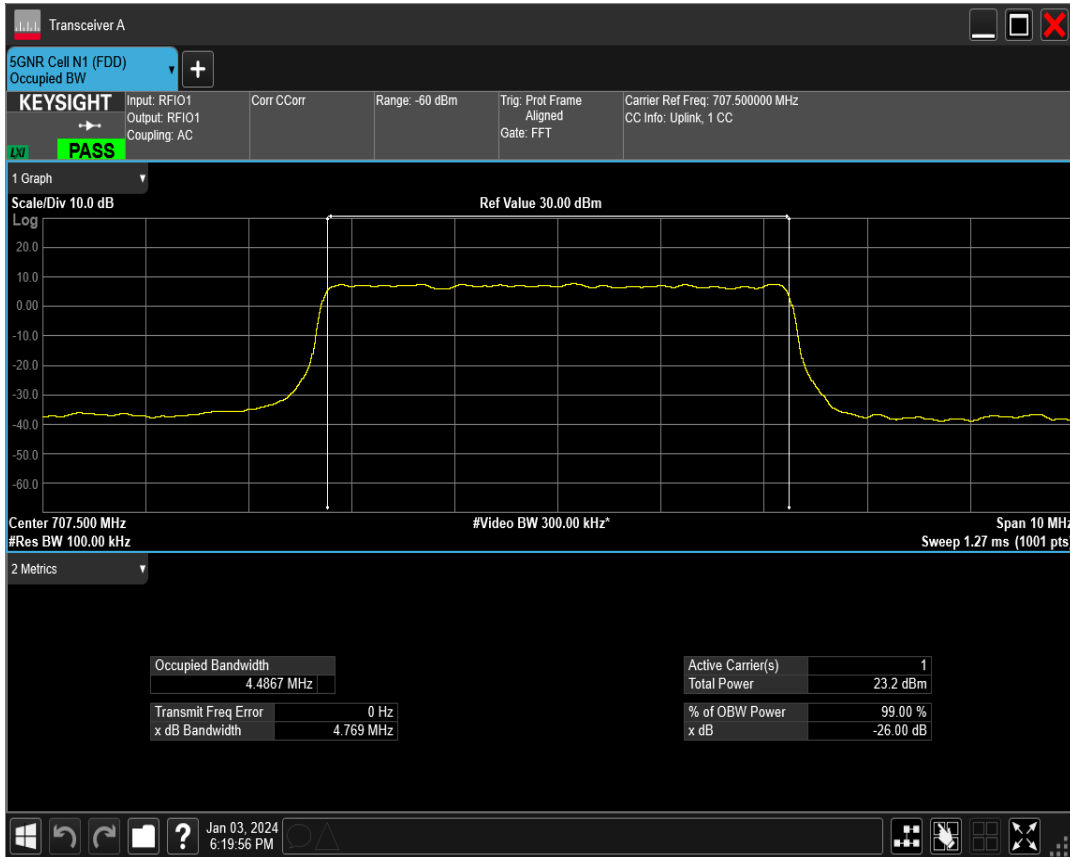 Transceiver A
5GNR Cell N1 (FDD)
Occupied BW
+
KEYSIGHT
LXI
PASS
Input: RFIO1
Output: RFIO1
Coupling: AC
Corr CCorr
Range: -60 dBm
Trig: Prot Frame
Aligned
Gate: FFT
Carrier Ref Freq: 707.500000 MHz
CC Info: Uplink, 1 CC
1 Graph
Scale/Div 10.0 dB
Ref Value 30.00 dBm
Log
20.0
10.0
0.00
-10.0
-20.0
-30.0
-40.0
-50.0
-60.0
Center 707.500 MHz
#Video BW 300.00 kHz*
Span 10 MHz
#Res BW 100.00 kHz
Sweep 1.27 ms (1001 pts)
2 Metrics
Occupied Bandwidth
4.4867 MHz
Transmit Freq Error 0 Hz
x dB Bandwidth 4.769 MHz
Active Carrier(s) 1
Total Power 23.2 dBm
% of OBW Power 99.00 %
x dB -26.00 dB
?
Jan 03, 2024
6:19:56 PM